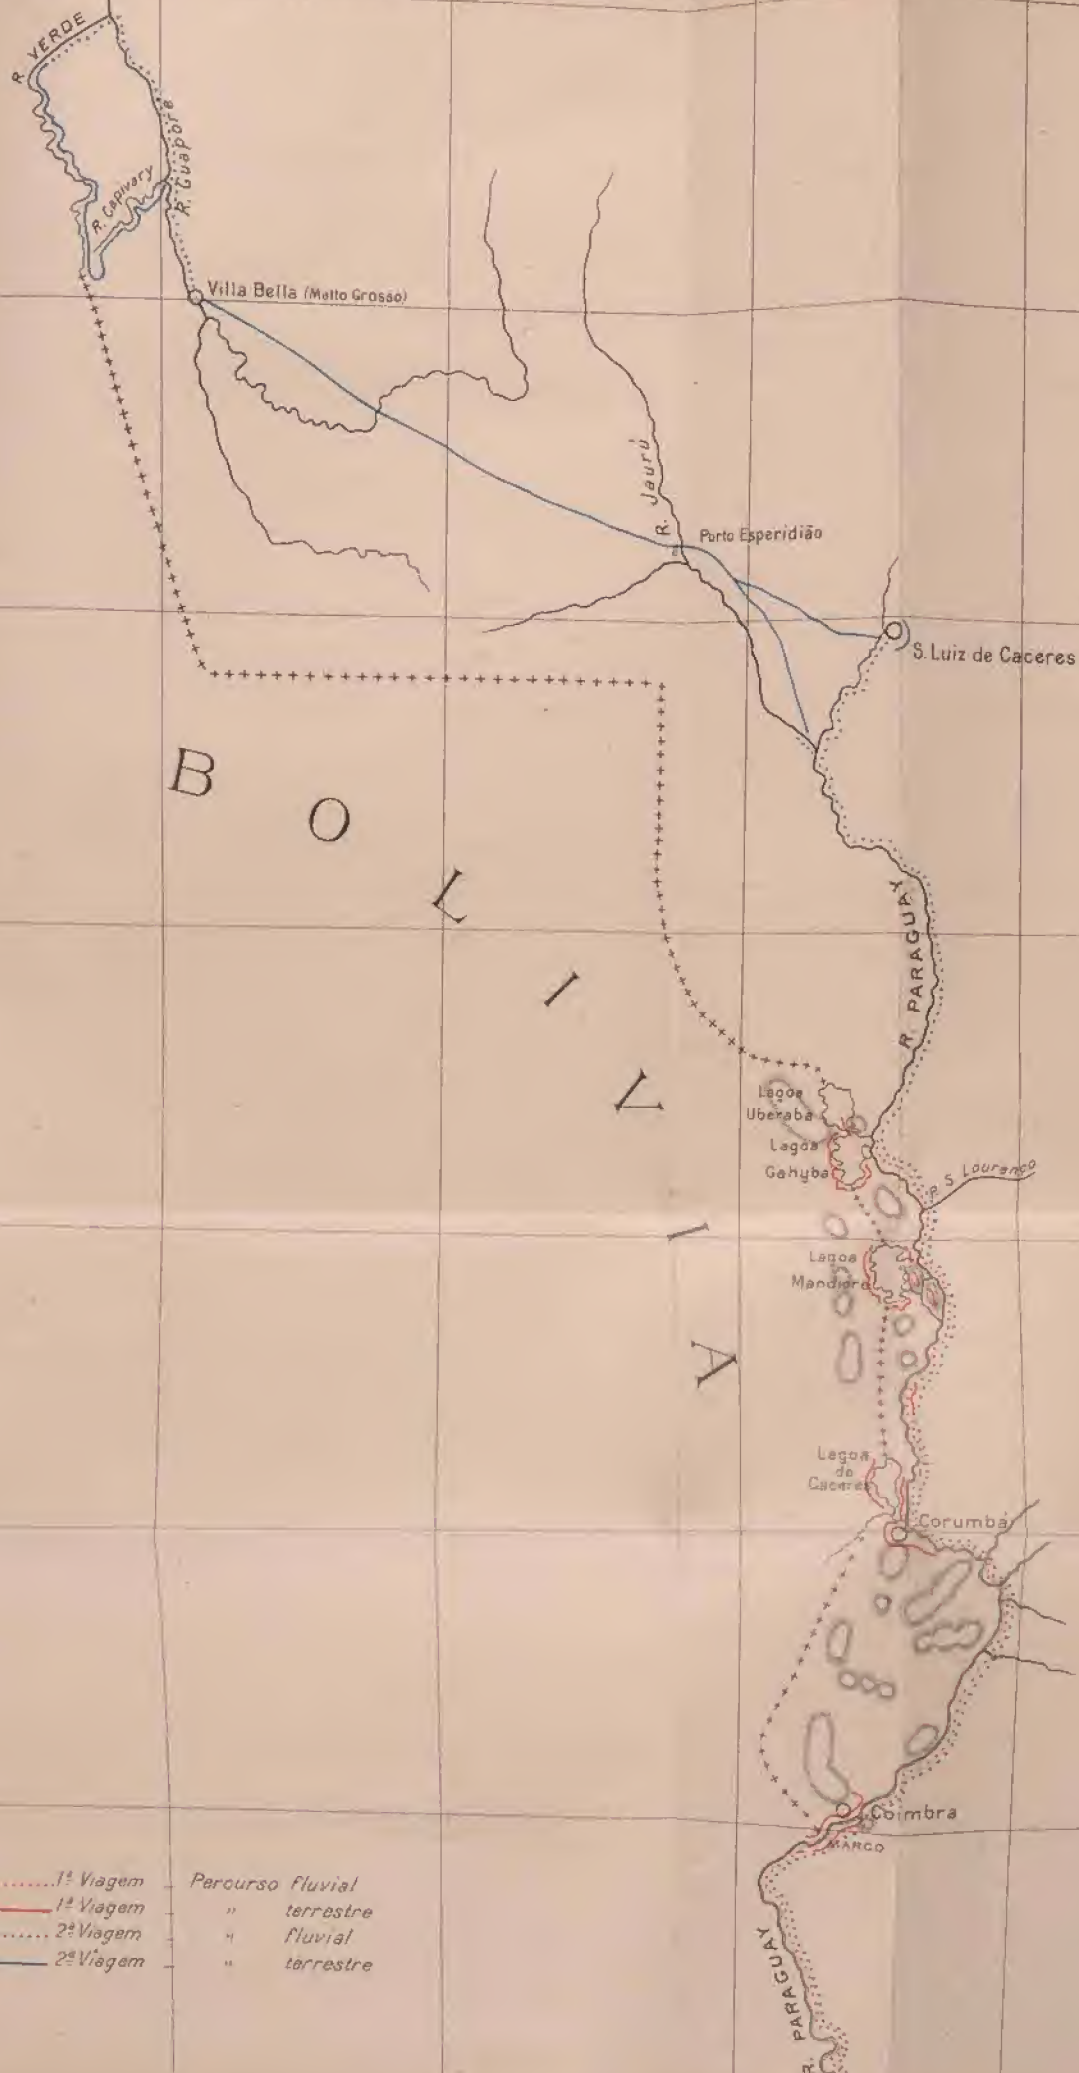 R. VERDE
R. Guaporé
R. Capivary
Villa Bella (Matto Grosso)
R. Jaurú
Porto Esperidião
S. Luiz de Caceres
BOLIVIA
R. PARAGUAY
Lagoa
Uberaba
Lagoa
Gahyba
R. S. Lourenço
Lagoa
Mandioré
Lagoa
de
Caceres
Corumbá
Coimbra
MARCO
1ª Viagem _ Percurso fluvial
1ª Viagem _ " terrestre
2ª Viagem _ " fluvial
2ª Viagem _ " terrestre
R. PARAGUAY